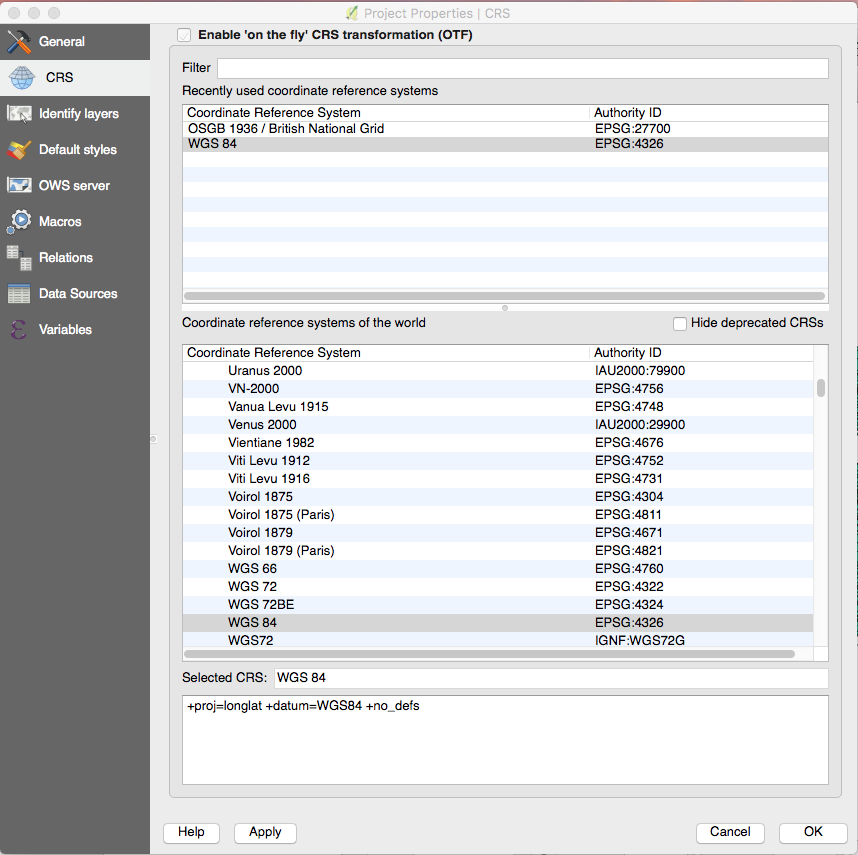 Project Properties | CRS
General
CRS
Identify layers
Default styles
OWS server
Macros
Relations
Data Sources
Variables
Enable 'on the fly' CRS transformation (OTF)
Filter
Recently used coordinate reference systems
Coordinate Reference System Authority ID
OSGB 1936 / British National Grid EPSG:27700
WGS 84 EPSG:4326
Coordinate reference systems of the world Hide deprecated CRSs
Coordinate Reference System Authority ID
Uranus 2000 IAU2000:79900
VN-2000 EPSG:4756
Vanua Levu 1915 EPSG:4748
Venus 2000 IAU2000:29900
Vientiane 1982 EPSG:4676
Viti Levu 1912 EPSG:4752
Viti Levu 1916 EPSG:4731
Voirol 1875 EPSG:4304
Voirol 1875 (Paris) EPSG:4811
Voirol 1879 EPSG:4671
Voirol 1879 (Paris) EPSG:4821
WGS 66 EPSG:4760
WGS 72 EPSG:4322
WGS 72BE EPSG:4324
WGS 84 EPSG:4326
WGS72 IGNF:WGS72G
Selected CRS: WGS 84
+proj=longlat +datum=WGS84 +no_defs
Help Apply Cancel OK